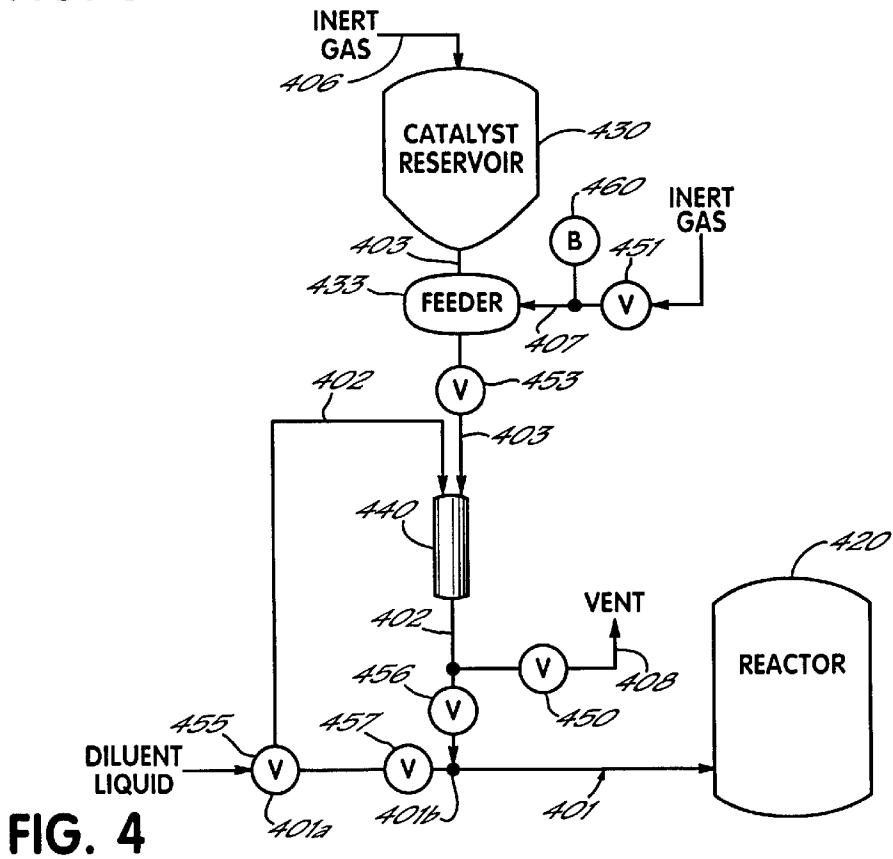 INERT
GAS
406
CATALYST
RESERVOIR
430
460
INERT
GAS
B
451
403
433
FEEDER
V
407
402
V
453
403
440
420
VENT
402
REACTOR
408
456
V
450
V
455
457
DILUENT
LIQUID
V
V
401a
401b
401
FIG. 4